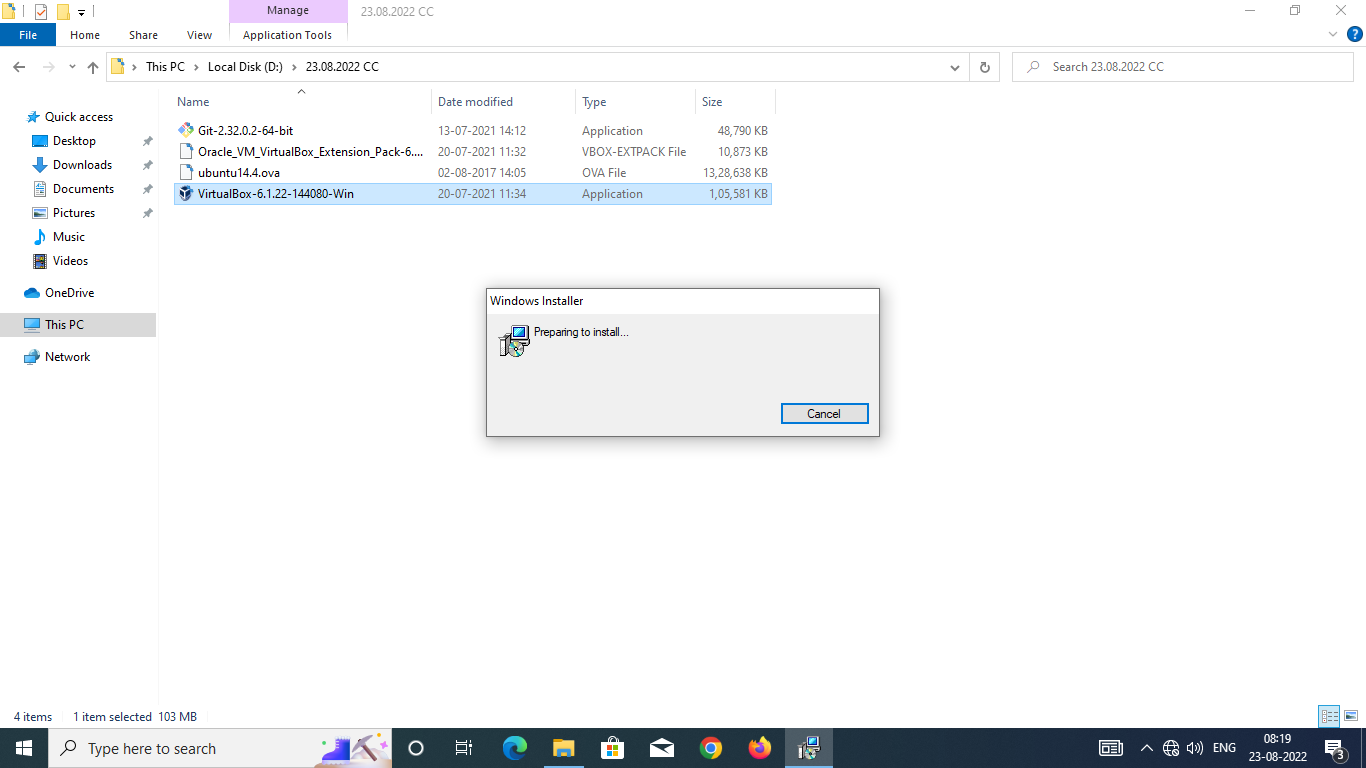 Manage
23.08.2022 CC
File
Home
Share
View
Application Tools
?
This PC
Local Disk (D:)
23.08.2022 CC
Search 23.08.2022 CC
Name
Date modified
Type
Size
Git-2.32.0.2-64-bit
13-07-2021 14:12
Application
48,790 KB
Oracle_VM_VirtualBox_Extension_Pack-6....
20-07-2021 11:32
VBOX-EXTPACK File
10,873 KB
ubuntu14.4.ova
02-08-2017 14:05
OVA File
13,28,638 KB
VirtualBox-6.1.22-144080-Win
20-07-2021 11:34
Application
1,05,581 KB
Quick access
Desktop
Downloads
Documents
Pictures
Music
Videos
OneDrive
This PC
Network
Windows Installer
Preparing to install...
Cancel
4 items
1 item selected
103 MB
Type here to search
ENG
08:19
23-08-2022
3